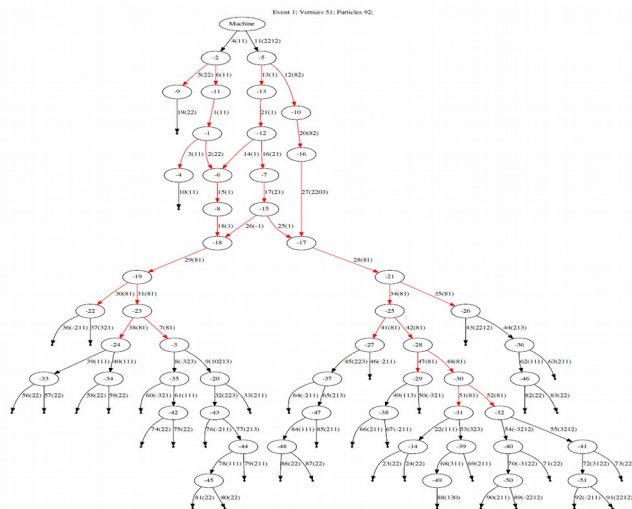 Event 1; Vertices 51; Particles 92;
Machine
4(11) 11(2212)
-2 -5
5(22) 6(11) 13(1) 12(82)
-9 -11 -13 -10
19(22) 1(11) 21(1) 20(82)
-1 -12 -16
3(11) 2(22) 14(1) 16(21) 27(2203)
-4 -6 -7
10(11) 15(1) 17(21)
-8 -15
18(1) 26(-1) 25(1)
-18 -17
29(81) 28(81)
-19 -21
30(81) 31(81) 34(81) 35(81)
-22 -23 -25 -26
36(-211) 37(321) 38(81) 7(81) 41(81) 42(81) 43(2212) 44(213)
-24 -3 -27 -28 -36
39(111) 40(111) 8(-323) 9(10213) 45(223) 46(-211) 47(81) 48(81) 62(111) 63(211)
-33 -34 -35 -20 -37 -29 -30 -46
56(22) 57(22) 58(22) 59(22) 60(-321) 61(111) 32(223) 33(211) 64(-211) 65(213) 49(113) 50(-321) 51(81) 52(81) 82(22) 83(22)
-42 -43 -47 -38 -31 -32
74(22) 75(22) 76(-211) 77(213) 84(111) 85(211) 66(211) 67(-211) 22(111) 53(323) 54(-3212) 55(3212)
-44 -48 -14 -39 -40 -41
78(111) 79(211) 86(22) 87(22) 23(22) 24(22) 68(311) 69(211) 70(-3122) 71(22) 72(3122) 73(22)
-45 -49 -50 -51
81(22) 80(22) 88(130) 90(211) 89(-2212) 92(-211) 91(2212)